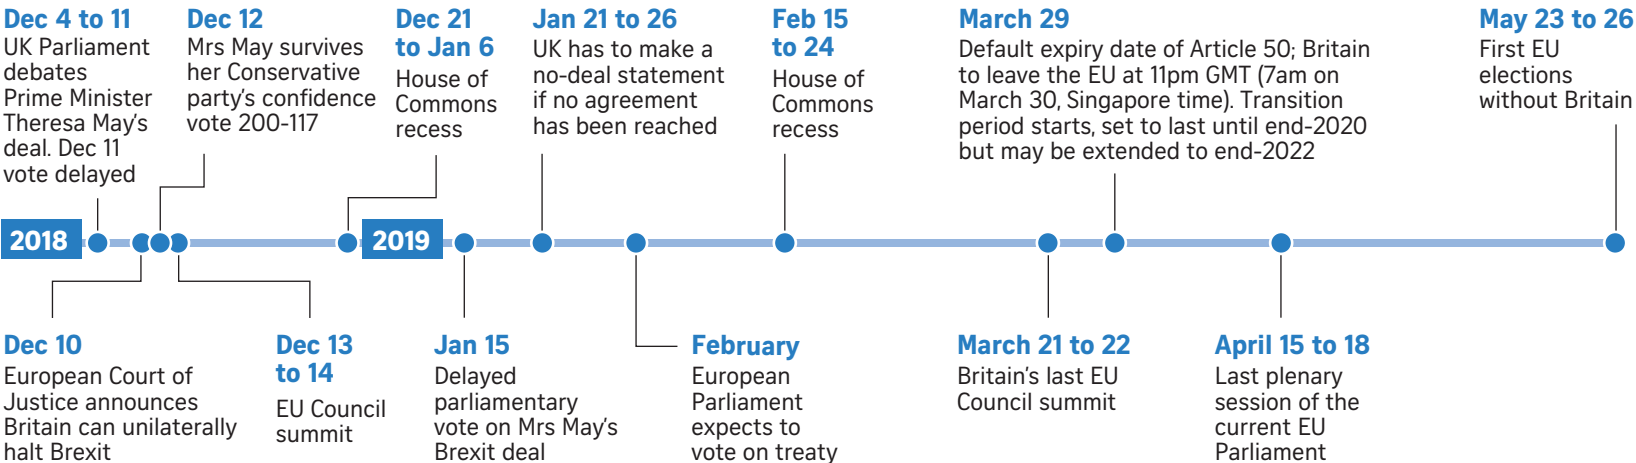 Dec 4 to 11
UK Parliament
debates
Prime Minister
Theresa May's
deal. Dec 11
vote delayed
Dec 12
Mrs May survives
her Conservative
party's confidence
vote 200-117
Dec 21
to Jan 6
House of
Commons
recess
Jan 21 to 26
UK has to make a
no-deal statement
if no agreement
has been reached
Feb 15
to 24
House of
Commons
recess
March 29
Default expiry date of Article 50; Britain
to leave the EU at 11pm GMT (7am on
March 30, Singapore time). Transition
period starts, set to last until end-2020
but may be extended to end-2022
May 23 to 26
First EU
elections
without Britain
2018
2019
Dec 10
European Court of
Justice announces
Britain can unilaterally
halt Brexit
Dec 13
to 14
EU Council
summit
Jan 15
Delayed
parliamentary
vote on Mrs May's
Brexit deal
February
European
Parliament
expects to
vote on treaty
March 21 to 22
Britain's last EU
Council summit
April 15 to 18
Last plenary
session of the
current EU
Parliament